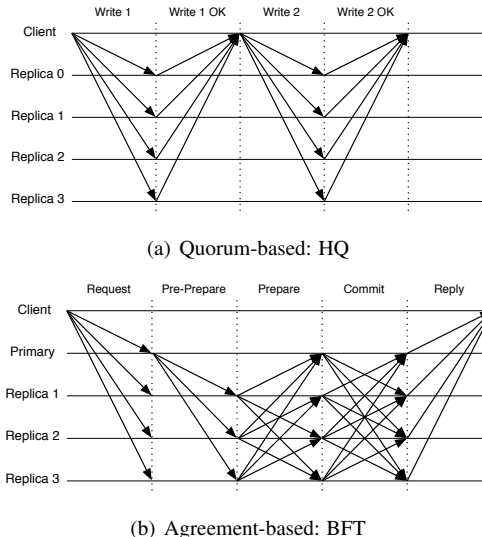 Write 1 Write 1 OK Write 2 Write 2 OK
Client
Replica 0
Replica 1
Replica 2
Replica 3
(a) Quorum-based: HQ
Request Pre-Prepare Prepare Commit Reply
Client
Primary
Replica 1
Replica 2
Replica 3
(b) Agreement-based: BFT